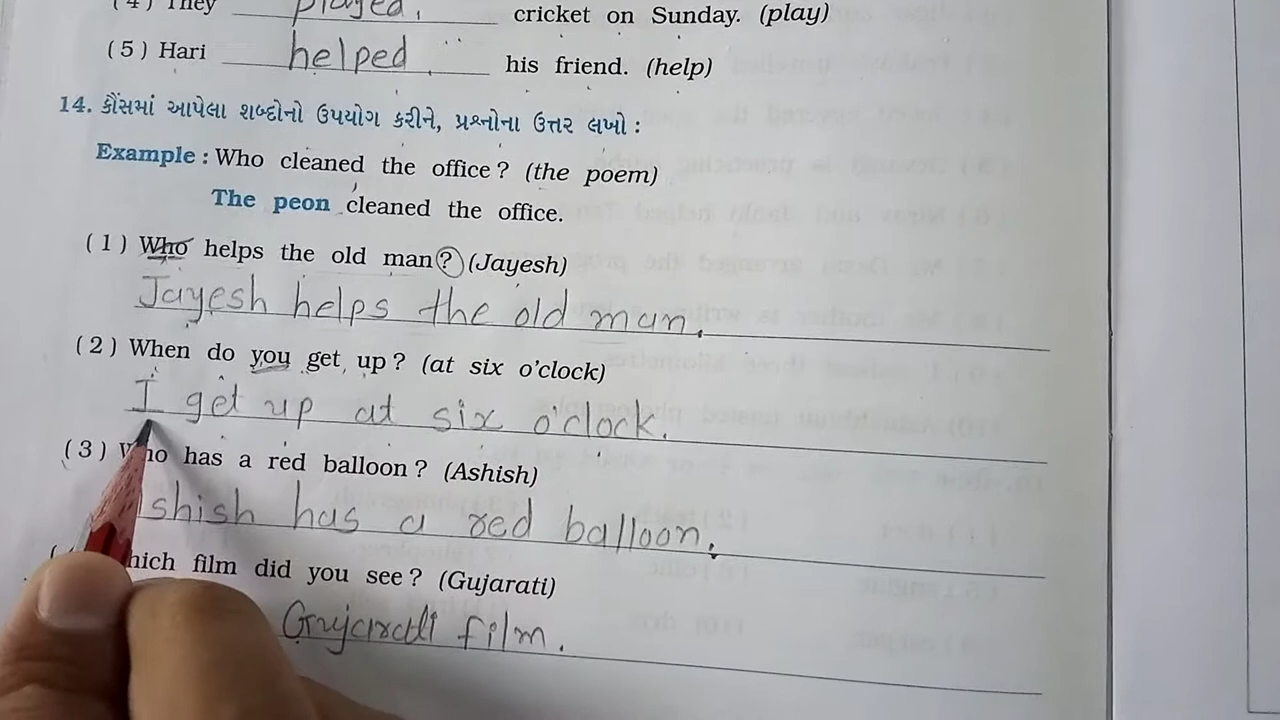 (4) They played. cricket on Sunday. (play)
(5) Hari helped. his friend. (help)
14. કૌંસમાં આપેલા શબ્દોનો ઉપયોગ કરીને, પ્રશ્નોના ઉત્તર લખો :
Example : Who cleaned the office? (the poem)
The peon cleaned the office.
(1) Who helps the old man? (Jayesh)
Jayesh helps the old man.
(2) When do you get up? (at six o'clock)
I get up at six o'clock.
(3) Who has a red balloon? (Ashish)
shish has a red balloon.
hich film did you see? (Gujarati)
Gujarati film.